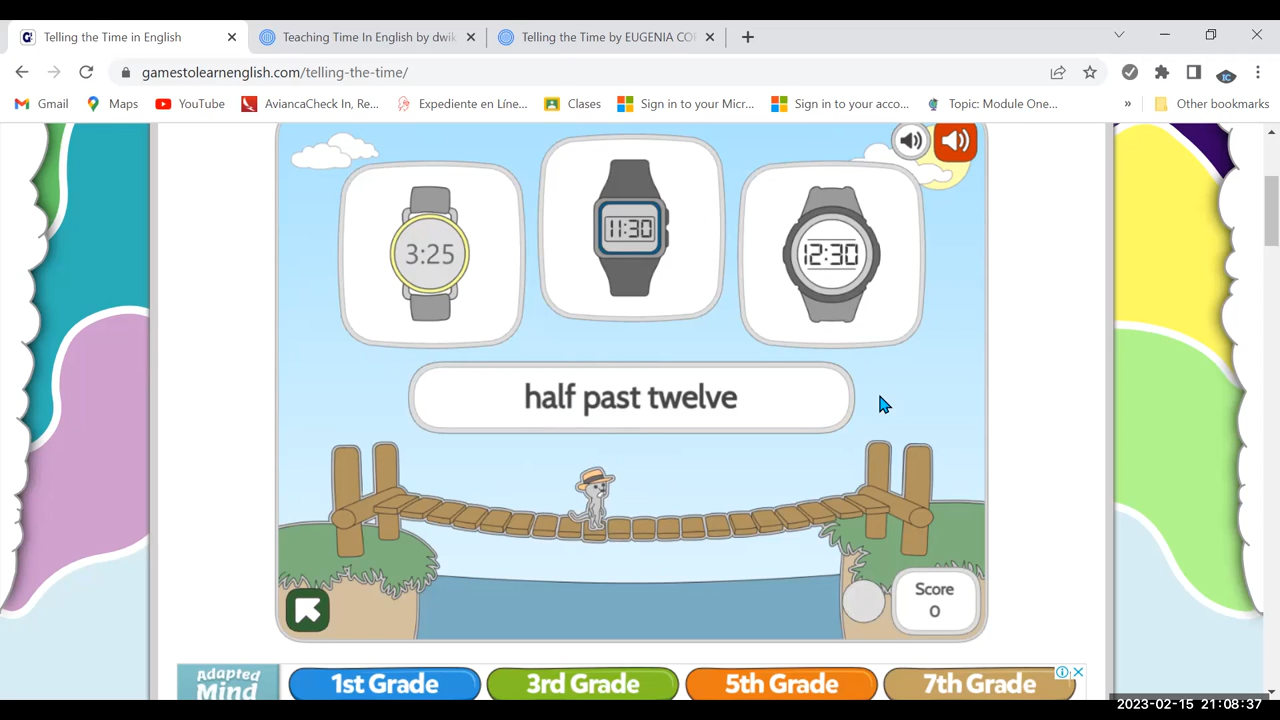 Telling the Time in English
Teaching Time In English by dwik
Telling the Time by EUGENIA COR
gamestolearnenglish.com/telling-the-time/
IC
Gmail
Maps
YouTube
AviancaCheck In, Re...
Expediente en Líne...
Clases
Sign in to your Micr...
Sign in to your acco...
Topic: Module One...
»
Other bookmarks
3:25
11:30
12:30
half past twelve
Score
0
Adapted
Mind
1st Grade
3rd Grade
5th Grade
7th Grade
2023-02-15 21:08:37